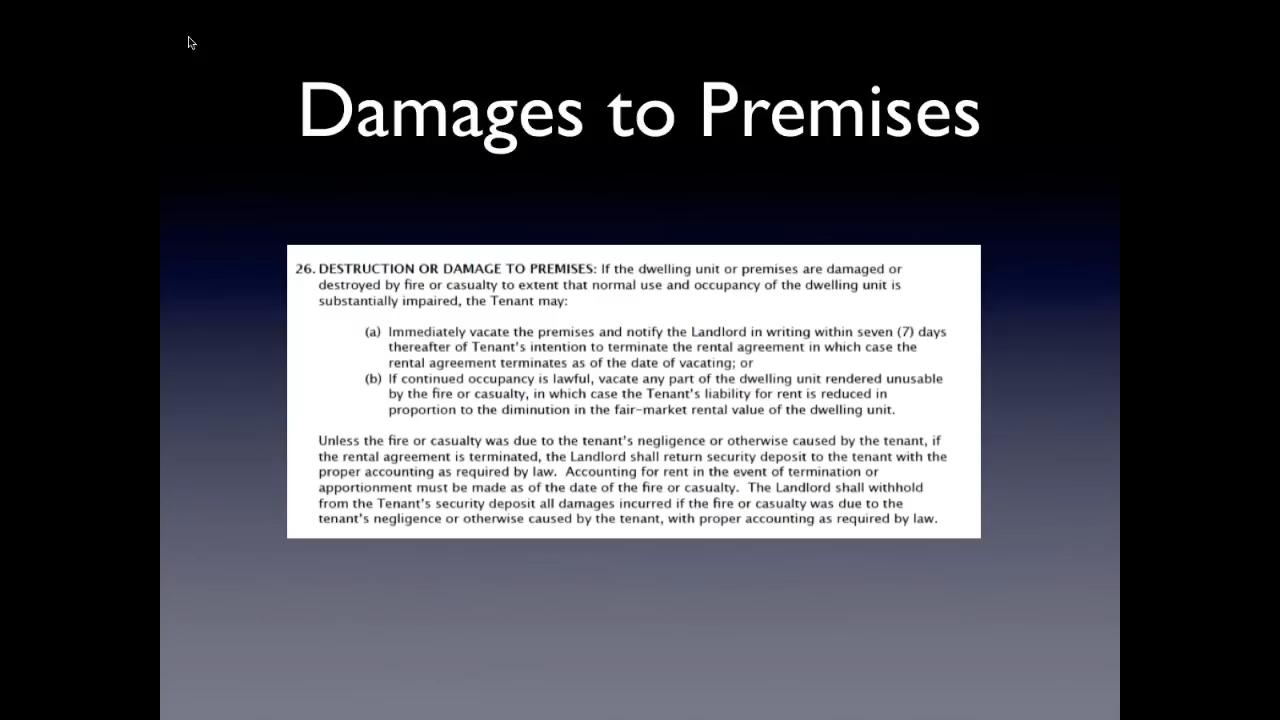 Damages to Premises
26. DESTRUCTION OR DAMAGE TO PREMISES: If the dwelling unit or premises are damaged or
destroyed by fire or casualty to extent that normal use and occupancy of the dwelling unit is
substantially impaired, the Tenant may:
(a) Immediately vacate the premises and notify the Landlord in writing within seven (7) days
thereafter of Tenant's intention to terminate the rental agreement in which case the
rental agreement terminates as of the date of vacating; or
(b) If continued occupancy is lawful, vacate any part of the dwelling unit rendered unusable
by the fire or casualty, in which case the Tenant's liability for rent is reduced in
proportion to the diminution in the fair-market rental value of the dwelling unit.
Unless the fire or casualty was due to the tenant's negligence or otherwise caused by the tenant, if
the rental agreement is terminated, the Landlord shall return security deposit to the tenant with the
proper accounting as required by law. Accounting for rent in the event of termination or
apportionment must be made as of the date of the fire or casualty. The Landlord shall withhold
from the Tenant's security deposit all damages incurred if the fire or casualty was due to the
tenant's negligence or otherwise caused by the tenant, with proper accounting as required by law.